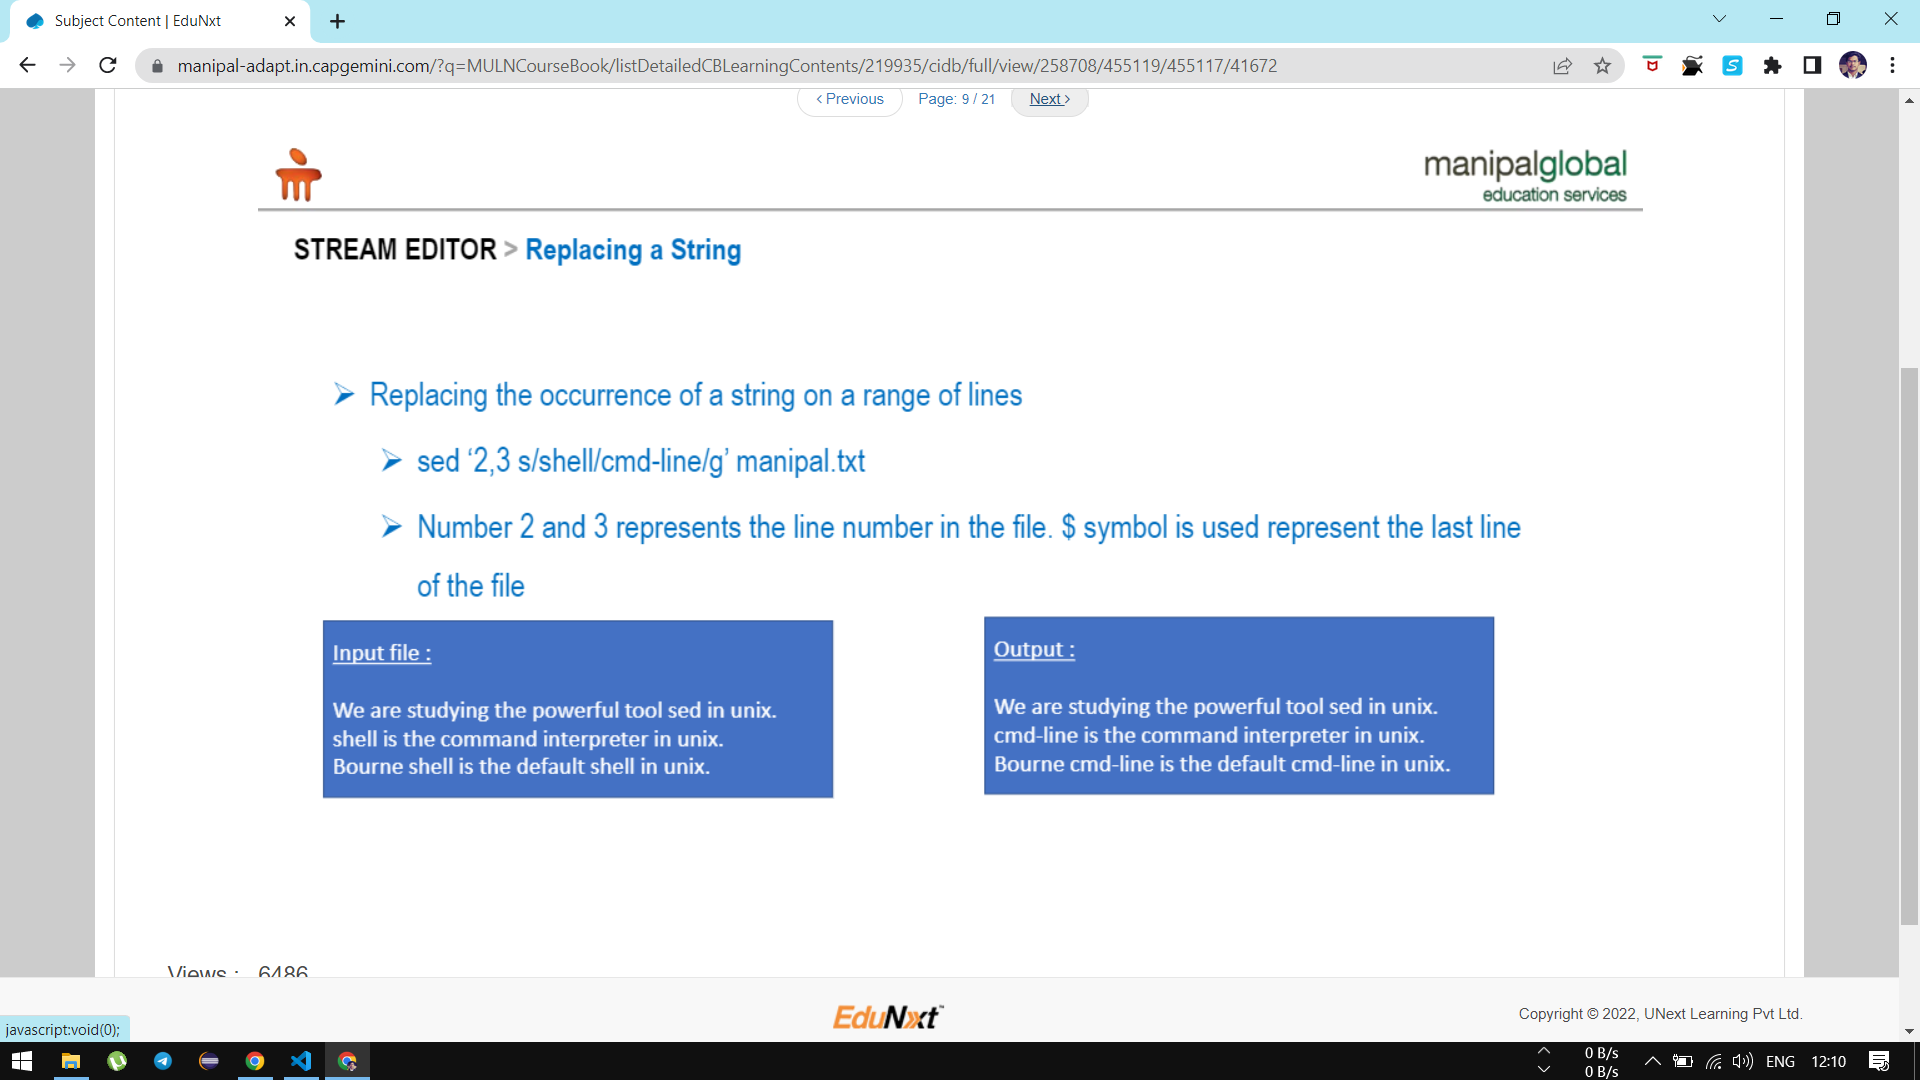 Subject Content | EduNxt
manipal-adapt.in.capgemini.com/?q=MULNCourseBook/listDetailedCBLearningContents/219935/cidb/full/view/258708/455119/455117/41672
‹ Previous Page: 9 / 21 Next ›
manipalglobal
education services
STREAM EDITOR > Replacing a String
Replacing the occurrence of a string on a range of lines
sed ‘2,3 s/shell/cmd-line/g’ manipal.txt
Number 2 and 3 represents the line number in the file. $ symbol is used represent the last line
of the file
Input file :
We are studying the powerful tool sed in unix.
shell is the command interpreter in unix.
Bourne shell is the default shell in unix.
Output :
We are studying the powerful tool sed in unix.
cmd-line is the command interpreter in unix.
Bourne cmd-line is the default cmd-line in unix.
Views : 6486
EduNxt™
Copyright © 2022, UNext Learning Pvt Ltd.
javascript:void(0);
0 B/s
0 B/s
ENG 12:10